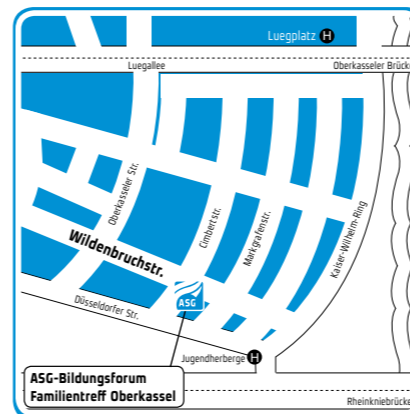 Luegplatz H
Luegallee
Oberkasseler Brücke
Oberkasseler Str.
Cimberstr.
Markgrafenstr.
Kaiser-Wilhelm-Ring
Wildenbruchstr.
ASG
Düsseldorfer Str.
Jugendherberge H
ASG-Bildungsforum
Familientreff Oberkassel
Rheinkniebrücke